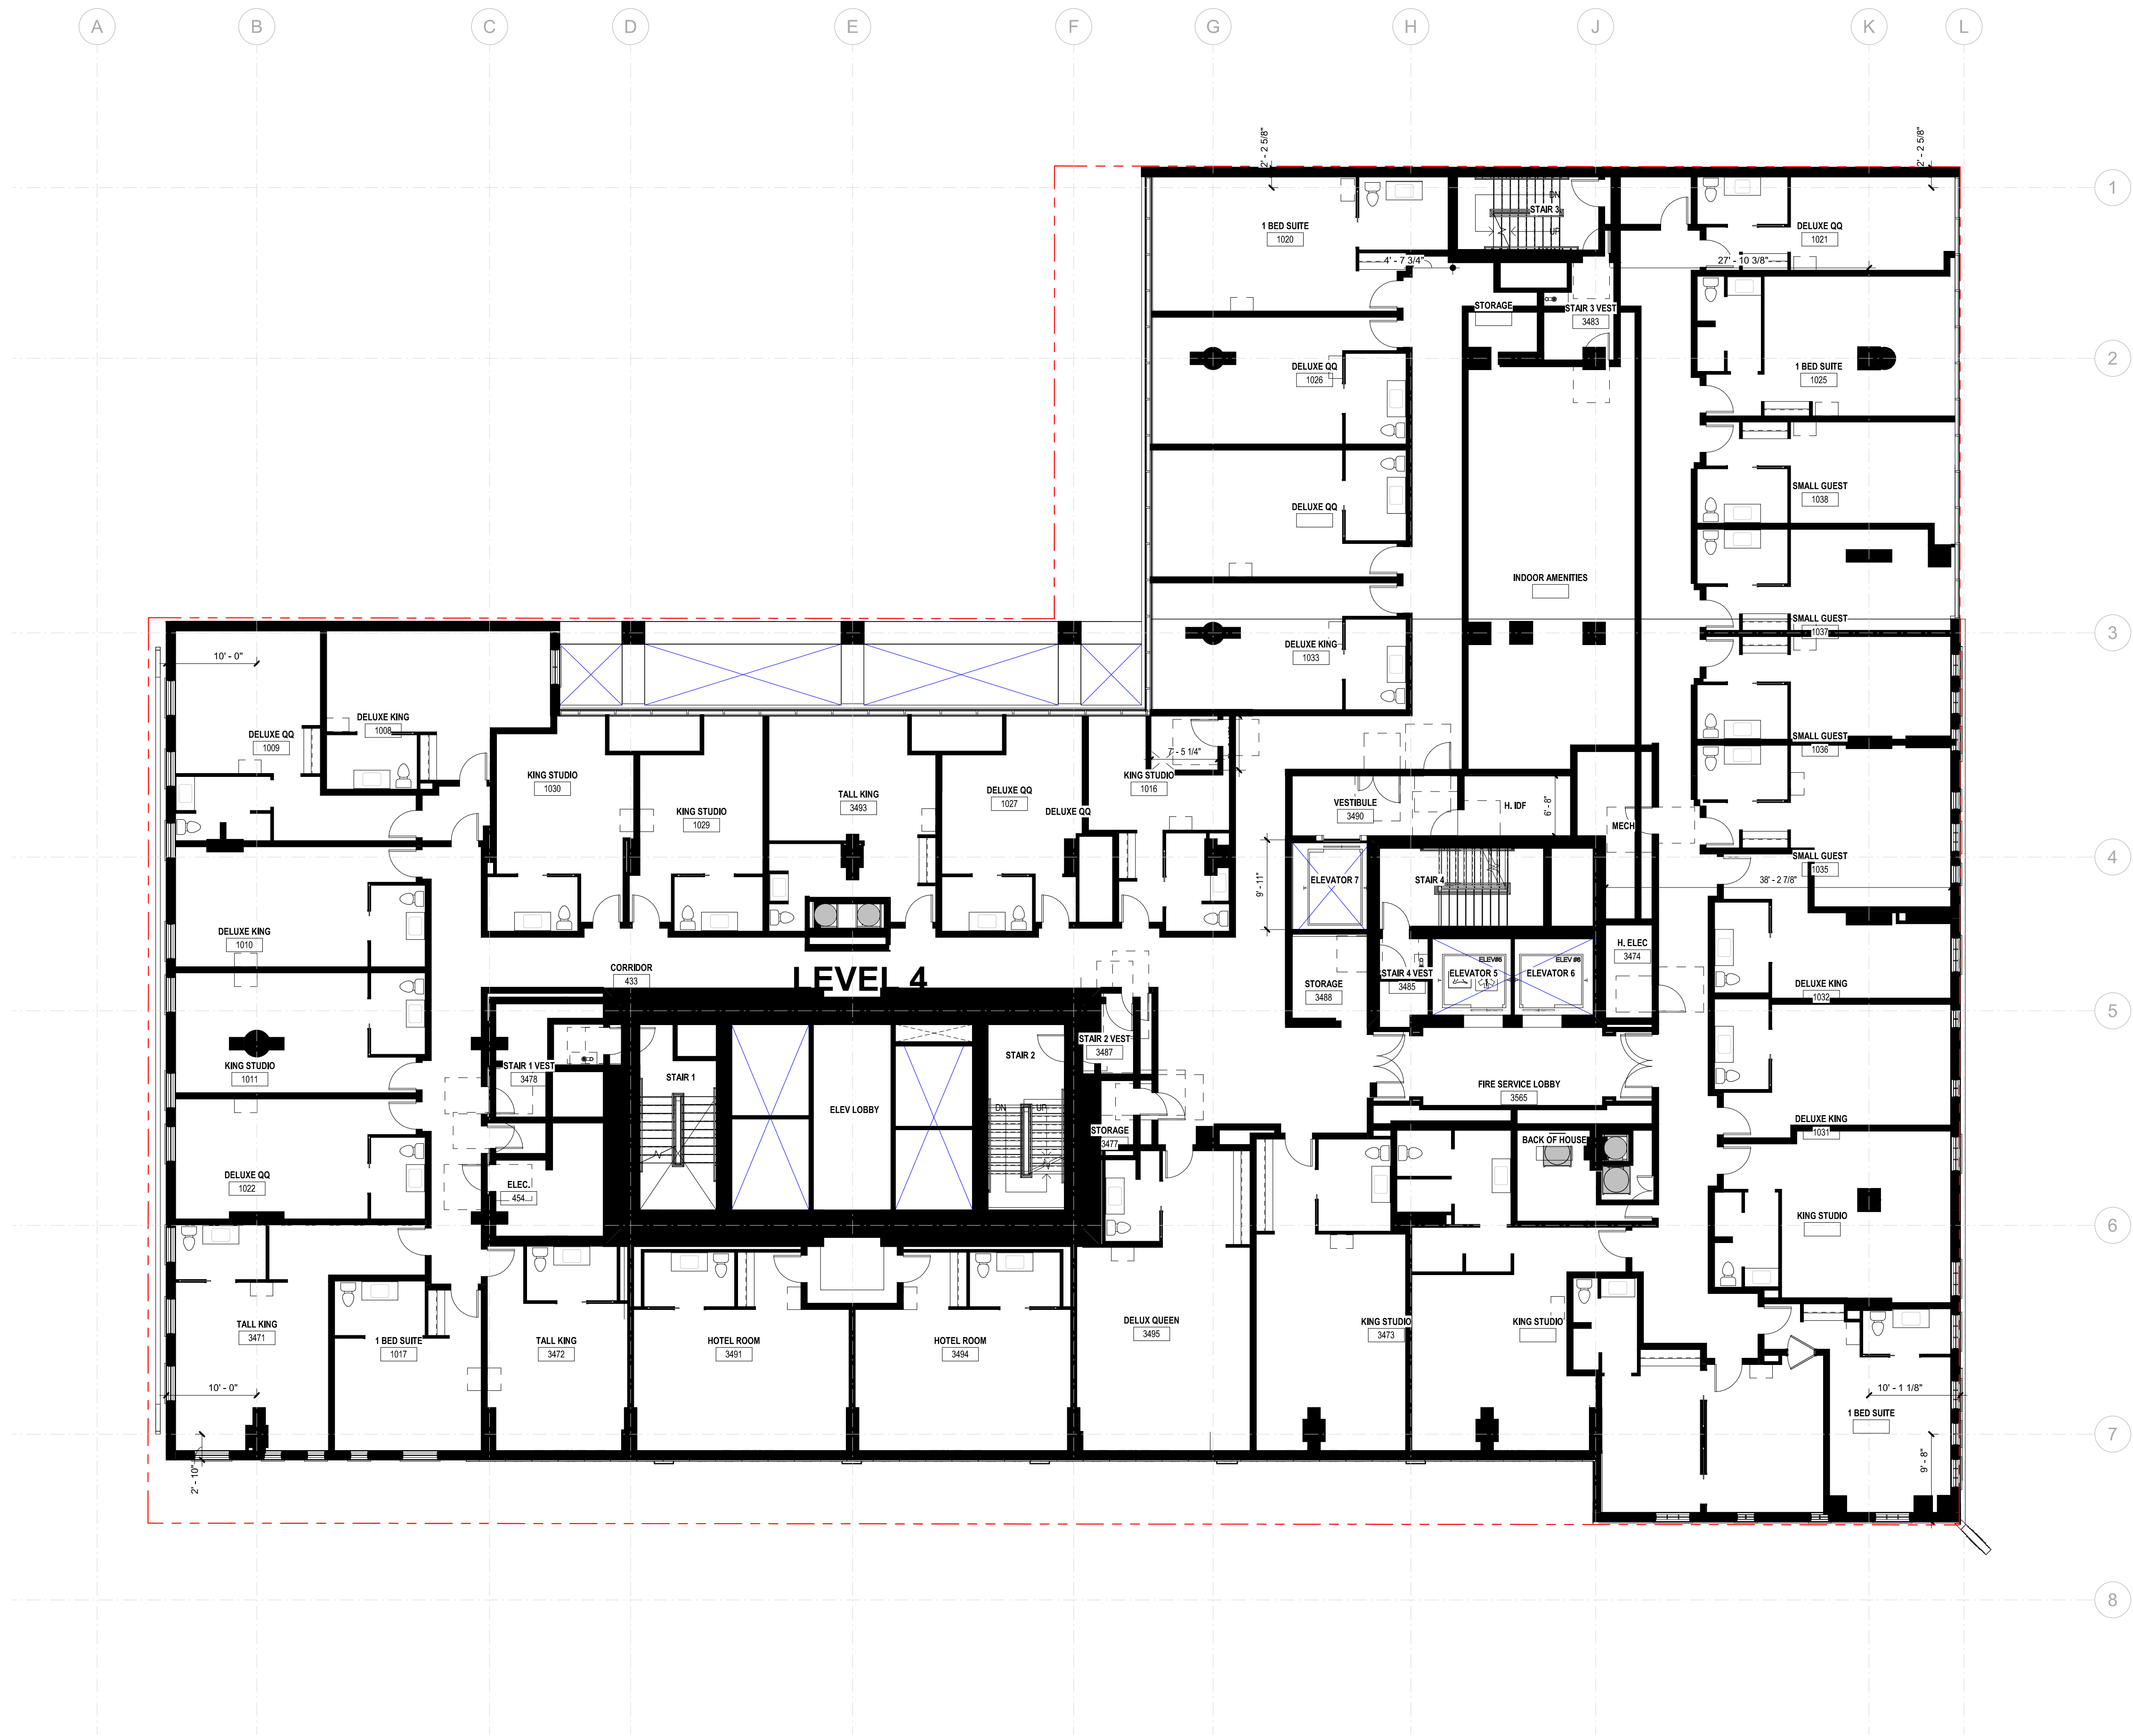 A B C D E F G H J K L
2' - 2 5/8"
2' - 2 5/8"
1
DN
STAIR 3
UP
1 BED SUITE
1020
DELUXE QQ
1021
4' - 7 3/4"
27' - 10 3/8"
STORAGE
STAIR 3 VEST
3483
2
DELUXE QQ
1026
1 BED SUITE
1025
SMALL GUEST
1038
DELUXE QQ
INDOOR AMENITIES
SMALL GUEST
1037
3
10' - 0"
DELUXE KING
1033
DELUXE KING
1008
DELUXE QQ
1009
SMALL GUEST
1036
7' - 5 1/4"
KING STUDIO
1030
KING STUDIO
1016
TALL KING
3493
DELUXE QQ
1027
KING STUDIO
1029
DELUXE QQ
VESTIBULE
3490
H. IDF
6' - 8"
MECH
4
SMALL GUEST
1035
38' - 2 7/8"
9' - 11"
ELEVATOR 7
STAIR 4
DELUXE KING
1010
H. ELEC
3474
CORRIDOR
433
LEVEL 4
ELEV#6
ELEV #6
STAIR 4 VEST
3485
ELEVATOR 5
ELEVATOR 6
STORAGE
3488
DELUXE KING
1032
5
STAIR 2 VEST
3487
STAIR 2
KING STUDIO
1011
STAIR 1 VEST
3478
STAIR 1
ELEV LOBBY
FIRE SERVICE LOBBY
3565
DN
UP
STORAGE
3477
DELUXE KING
1031
BACK OF HOUSE
DELUXE QQ
1022
ELEC.
454
KING STUDIO
6
TALL KING
3471
1 BED SUITE
1017
TALL KING
3472
HOTEL ROOM
3491
HOTEL ROOM
3494
DELUX QUEEN
3495
KING STUDIO
3473
KING STUDIO
10' - 0"
10' - 1 1/8"
1 BED SUITE
7
2' - 10"
9' - 8"
8